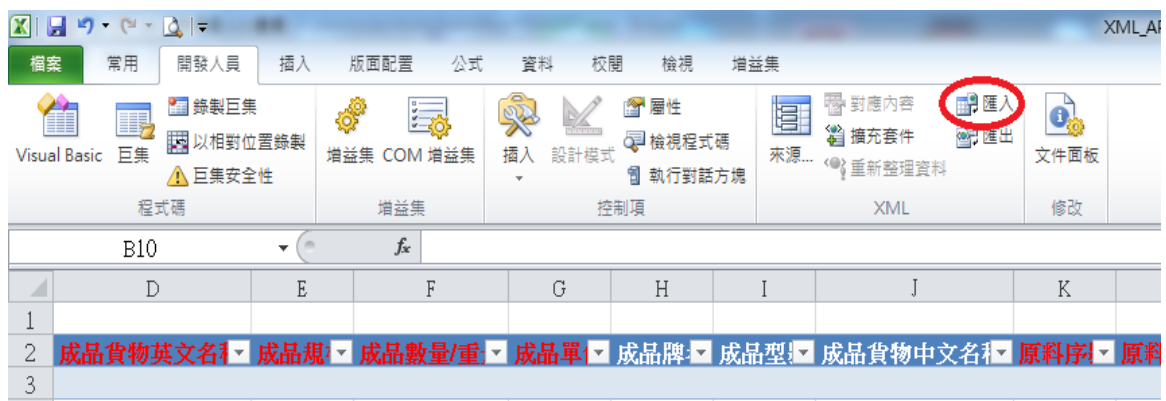 XML_AP
檔案 常用 開發人員 插入 版面配置 公式 資料 校閱 檢視 增益集
錄製巨集 屬性 對應內容 匯入
以相對位置錄製 檢視程式碼 擴充套件 匯出
Visual Basic 巨集 增益集 COM 增益集 插入 設計模式 來源... 文件面板
巨集安全性 執行對話方塊 重新整理資料
程式碼 增益集 控制項 XML 修改
B10 fx
D E F G H I J K
1
2 成品貨物英文名 成品規 成品數量/重 成品單 成品牌 成品型 成品貨物中文名 原料序 原料
3